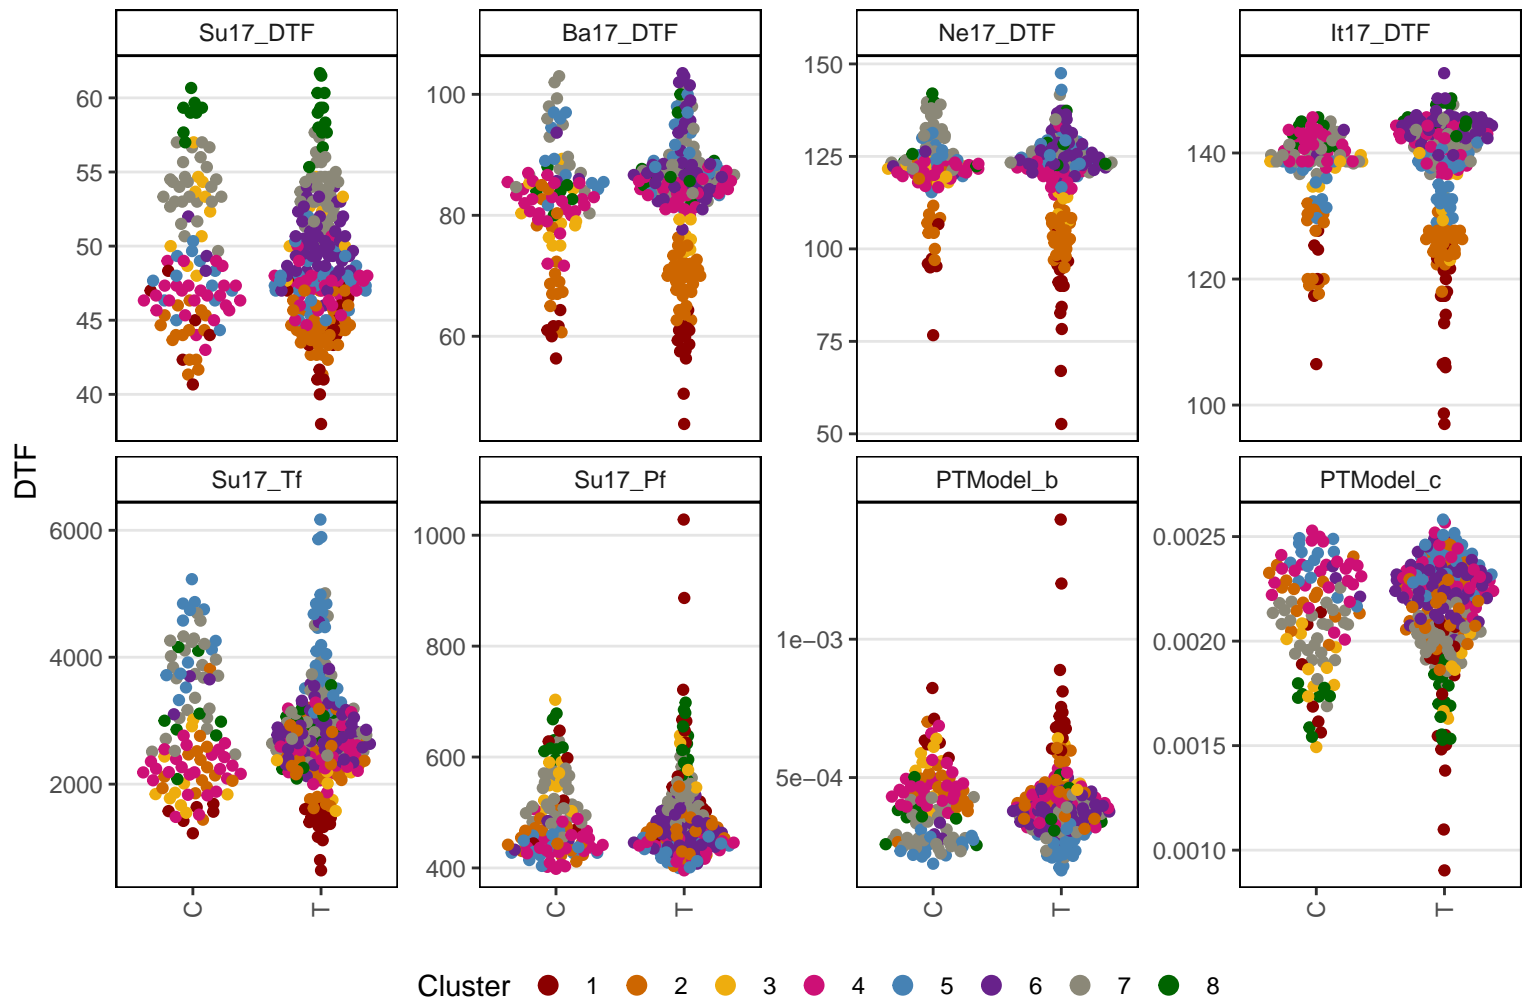 Su17_DTF Ba17_DTF Ne17_DTF It17_DTF
60 55 50 45 40
100 80 60
150 125 100 75 50
140 120 100
DTF
Su17_Tf Su17_Pf PTModel_b PTModel_c
6000 4000 2000
1000 800 600 400
1e−03 5e−04
0.0025 0.0020 0.0015 0.0010
C T C T C T C T
Cluster 1 2 3 4 5 6 7 8